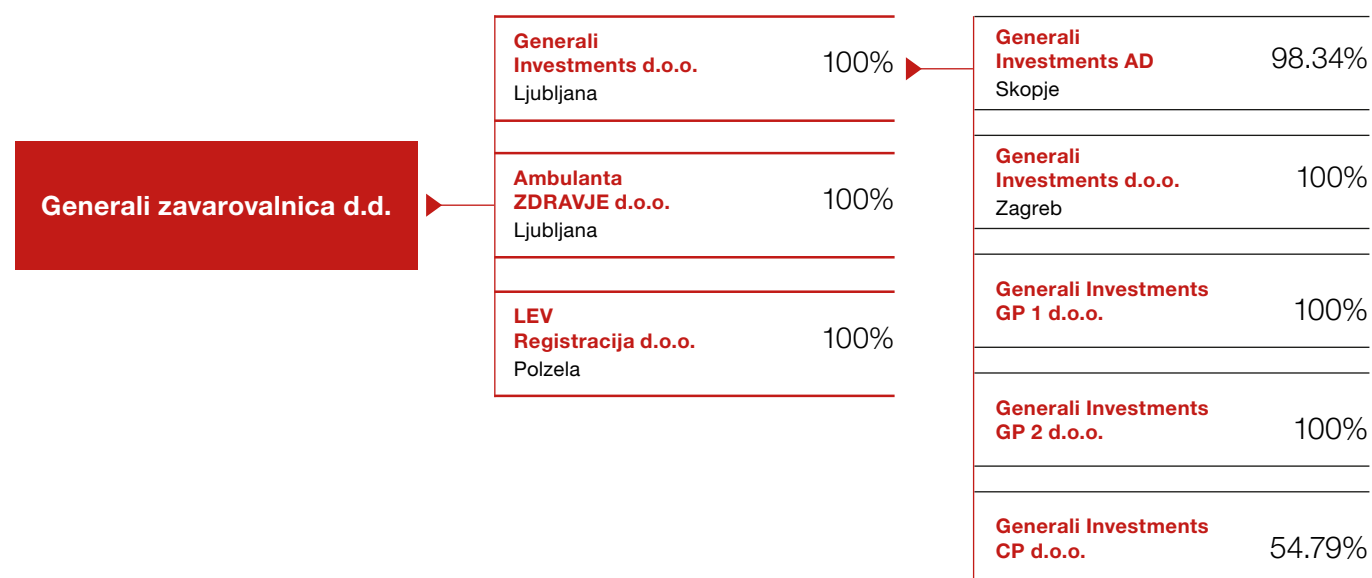 Generali zavarovalnica d.d.
Generali
Investments d.o.o.
Ljubljana
100%
Ambulanta
ZDRAVJE d.o.o.
Ljubljana
100%
LEV
Registracija d.o.o.
Polzela
100%
Generali
Investments AD
Skopje
98.34%
Generali
Investments d.o.o.
Zagreb
100%
Generali Investments
GP 1 d.o.o.
100%
Generali Investments
GP 2 d.o.o.
100%
Generali Investments
CP d.o.o.
54.79%